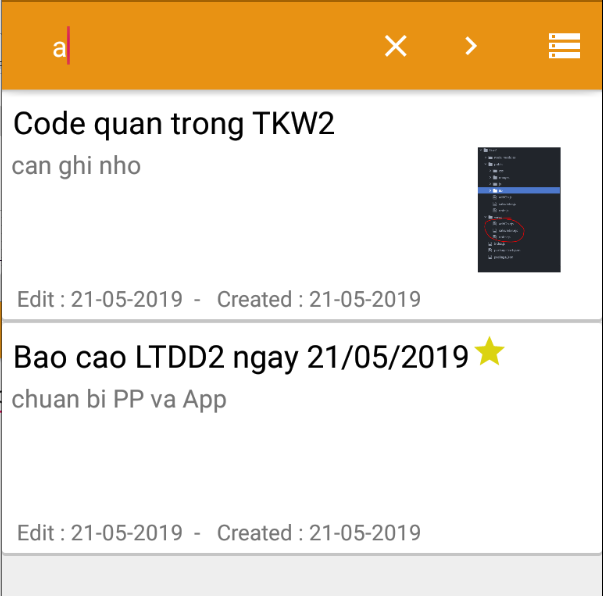 a
Code quan trong TKW2
can ghi nho
Edit : 21-05-2019 - Created : 21-05-2019
Bao cao LTDD2 ngay 21/05/2019
chuan bi PP va App
Edit : 21-05-2019 - Created : 21-05-2019